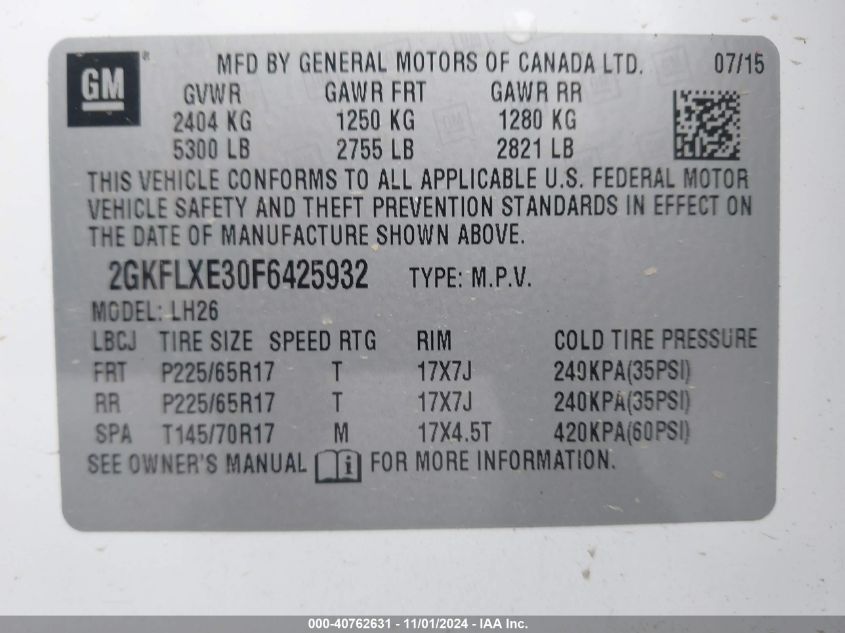 GM ® MFD BY GENERAL MOTORS OF CANADA LTD. 07/15
GVWR GAWR FRT GAWR RR
2404 KG 1250 KG 1280 KG
5300 LB 2755 LB 2821 LB
THIS VEHICLE CONFORMS TO ALL APPLICABLE U.S. FEDERAL MOTOR
VEHICLE SAFETY AND THEFT PREVENTION STANDARDS IN EFFECT ON
THE DATE OF MANUFACTURE SHOWN ABOVE.
2GKFLXE30F6425932 TYPE: M.P.V.
MODEL: LH26
LBCJ TIRE SIZE SPEED RTG RIM COLD TIRE PRESSURE
FRT P225/65R17 T 17X7J 240KPA(35PSI)
RR P225/65R17 T 17X7J 240KPA(35PSI)
SPA T145/70R17 M 17X4.5T 420KPA(60PSI)
SEE OWNER'S MANUAL i FOR MORE INFORMATION.
000-40762631 - 11/01/2024 - IAA Inc.